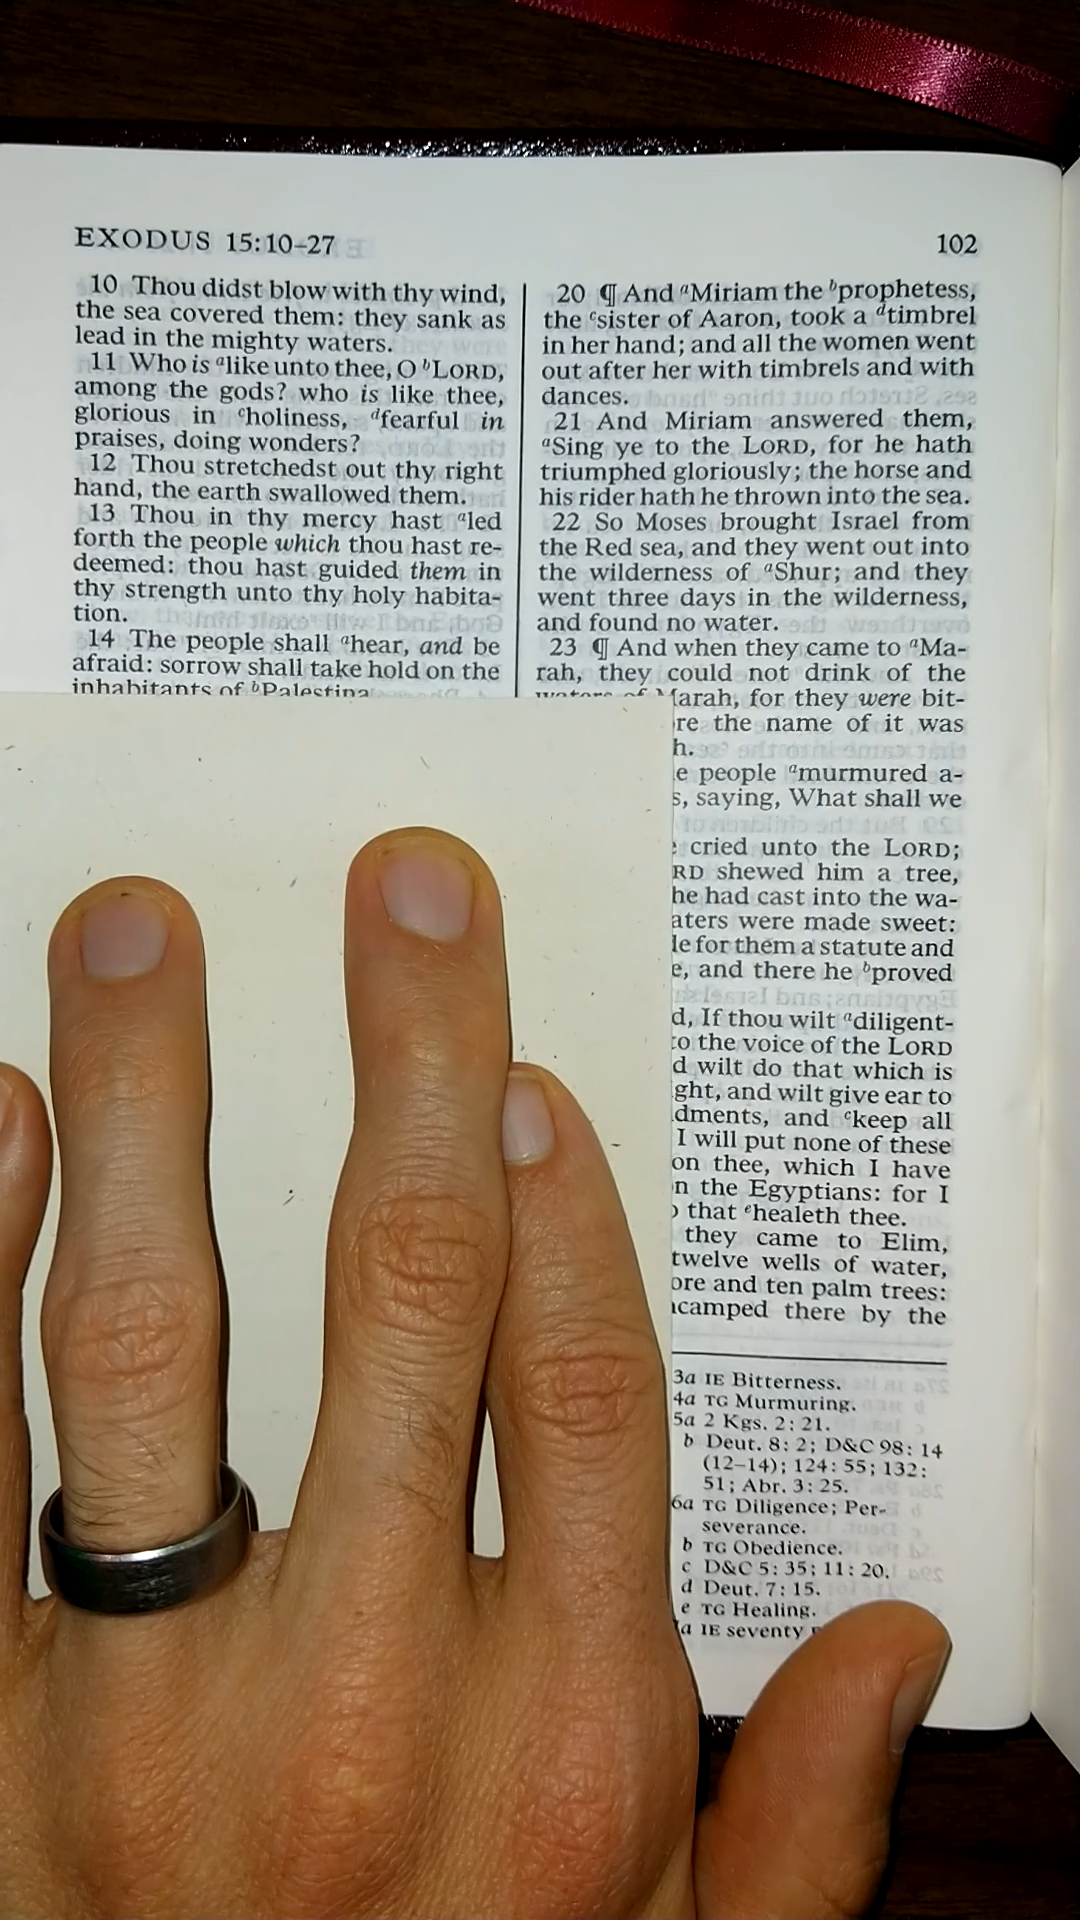 EXODUS 15:10–27
102
10 Thou didst blow with thy wind,
the sea covered them: they sank as
lead in the mighty waters.
11 Who is ᵃlike unto thee, O ᵇLORD,
among the gods? who is like thee,
glorious in ᶜholiness, ᵈfearful in
praises, doing wonders?
12 Thou stretchedst out thy right
hand, the earth swallowed them.
13 Thou in thy mercy hast ᵃled
forth the people which thou hast re-
deemed: thou hast guided them in
thy strength unto thy holy habita-
tion.
14 The people shall ᵃhear, and be
afraid: sorrow shall take hold on the
inhabitants of ᵇPalestina
20 ¶ And ᵃMiriam the ᵇprophetess,
the ᶜsister of Aaron, took a ᵈtimbrel
in her hand; and all the women went
out after her with timbrels and with
dances.
21 And Miriam answered them,
ᵃSing ye to the LORD, for he hath
triumphed gloriously; the horse and
his rider hath he thrown into the sea.
22 So Moses brought Israel from
the Red sea, and they went out into
the wilderness of ᵃShur; and they
went three days in the wilderness,
and found no water.
23 ¶ And when they came to ᵃMa-
rah, they could not drink of the
waters of Marah, for they were bit-
re the name of it was
h.
e people ᵃmurmured a-
s, saying, What shall we
cried unto the LORD;
RD shewed him a tree,
he had cast into the wa-
aters were made sweet:
de for them a statute and
e, and there he ᵇproved
d, If thou wilt ᵃdiligent-
to the voice of the LORD
d wilt do that which is
ght, and wilt give ear to
dments, and ᶜkeep all
I will put none of these
on thee, which I have
n the Egyptians: for I
that ᵉhealeth thee.
they came to Elim,
twelve wells of water,
ore and ten palm trees:
ncamped there by the
3a IE Bitterness.
4a TG Murmuring.
5a 2 Kgs. 2: 21.
b Deut. 8: 2; D&C 98: 14
(12–14); 124: 55; 132:
51; Abr. 3: 25.
6a TG Diligence; Per-
severance.
b TG Obedience.
c D&C 5: 35; 11: 20.
d Deut. 7: 15.
e TG Healing.
a IE seventy